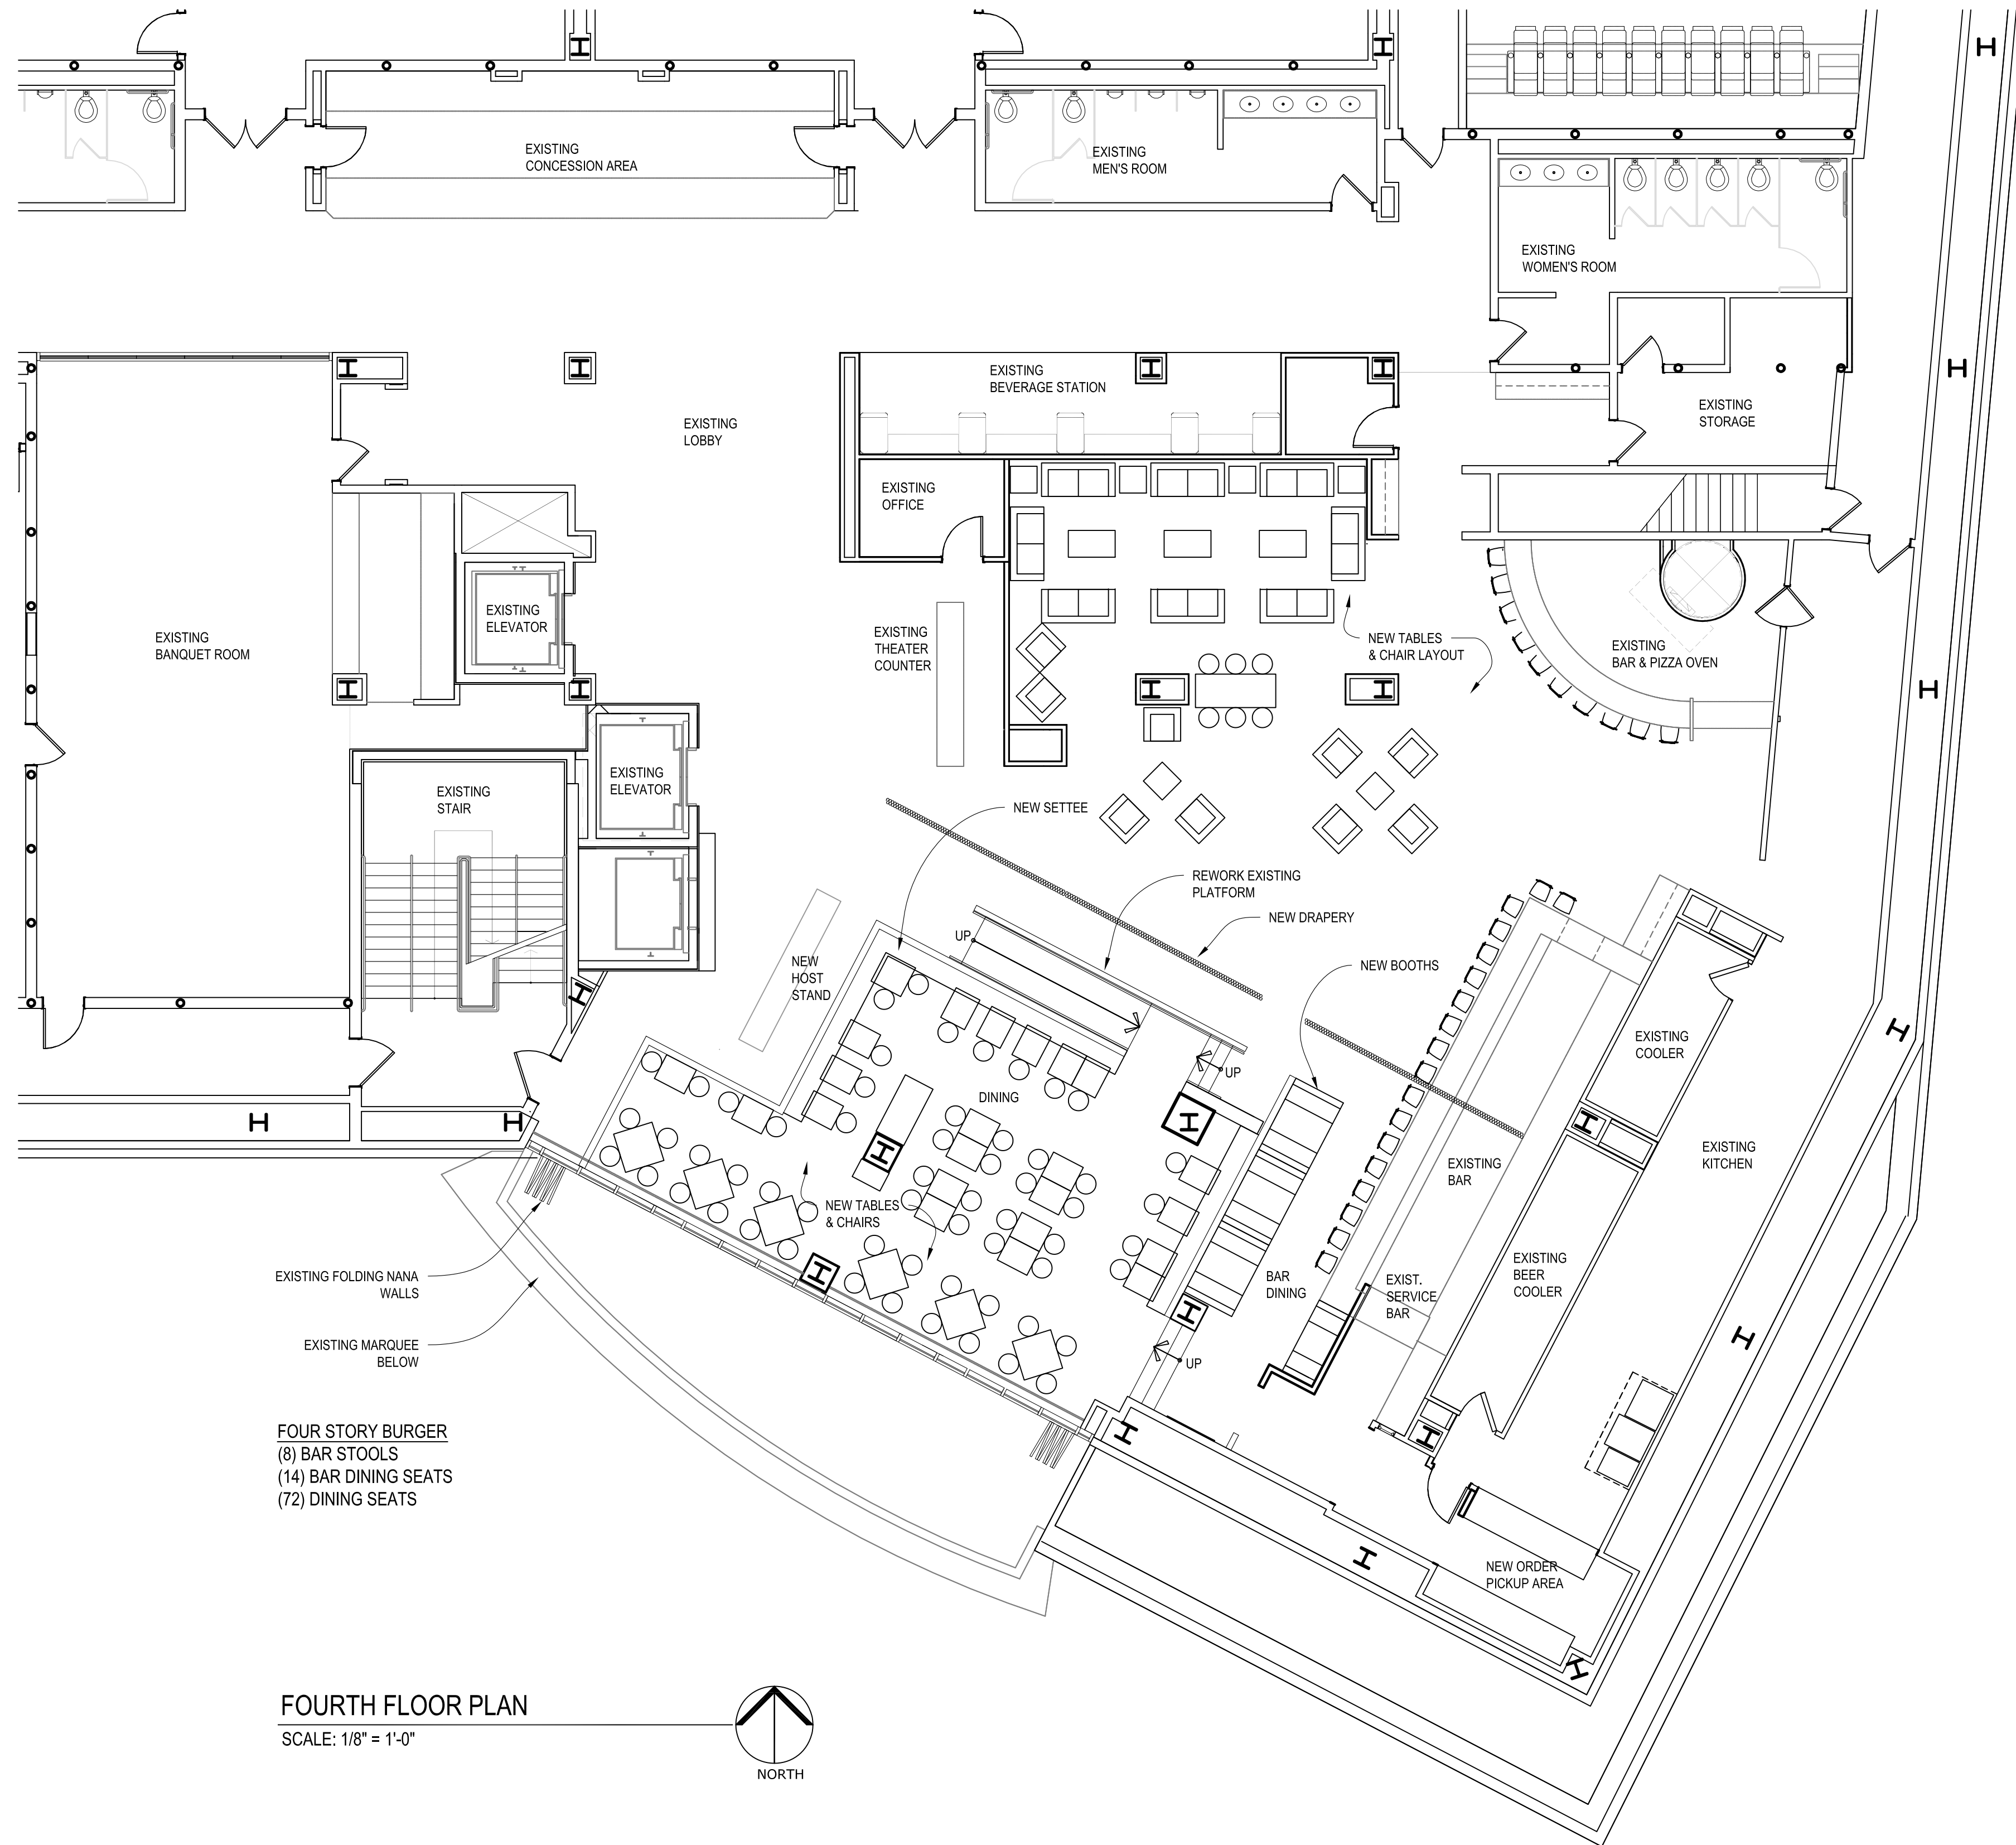 EXISTING
CONCESSION AREA
EXISTING
MEN'S ROOM
EXISTING
WOMEN'S ROOM
EXISTING
BEVERAGE STATION
EXISTING
STORAGE
EXISTING
LOBBY
EXISTING
OFFICE
EXISTING
ELEVATOR
EXISTING
BANQUET ROOM
EXISTING
THEATER
COUNTER
NEW TABLES
& CHAIR LAYOUT
EXISTING
BAR & PIZZA OVEN
EXISTING
STAIR
EXISTING
ELEVATOR
NEW SETTEE
REWORK EXISTING
PLATFORM
NEW DRAPERY
UP
NEW
HOST
STAND
NEW BOOTHS
EXISTING
COOLER
UP
DINING
EXISTING
KITCHEN
EXISTING
BAR
NEW TABLES
& CHAIRS
EXISTING FOLDING NANA
WALLS
BAR
DINING
EXIST.
SERVICE
BAR
EXISTING
BEER
COOLER
EXISTING MARQUEE
BELOW
UP
FOUR STORY BURGER
(8) BAR STOOLS
(14) BAR DINING SEATS
(72) DINING SEATS
NEW ORDER
PICKUP AREA
FOURTH FLOOR PLAN
SCALE: 1/8" = 1'-0"
NORTH